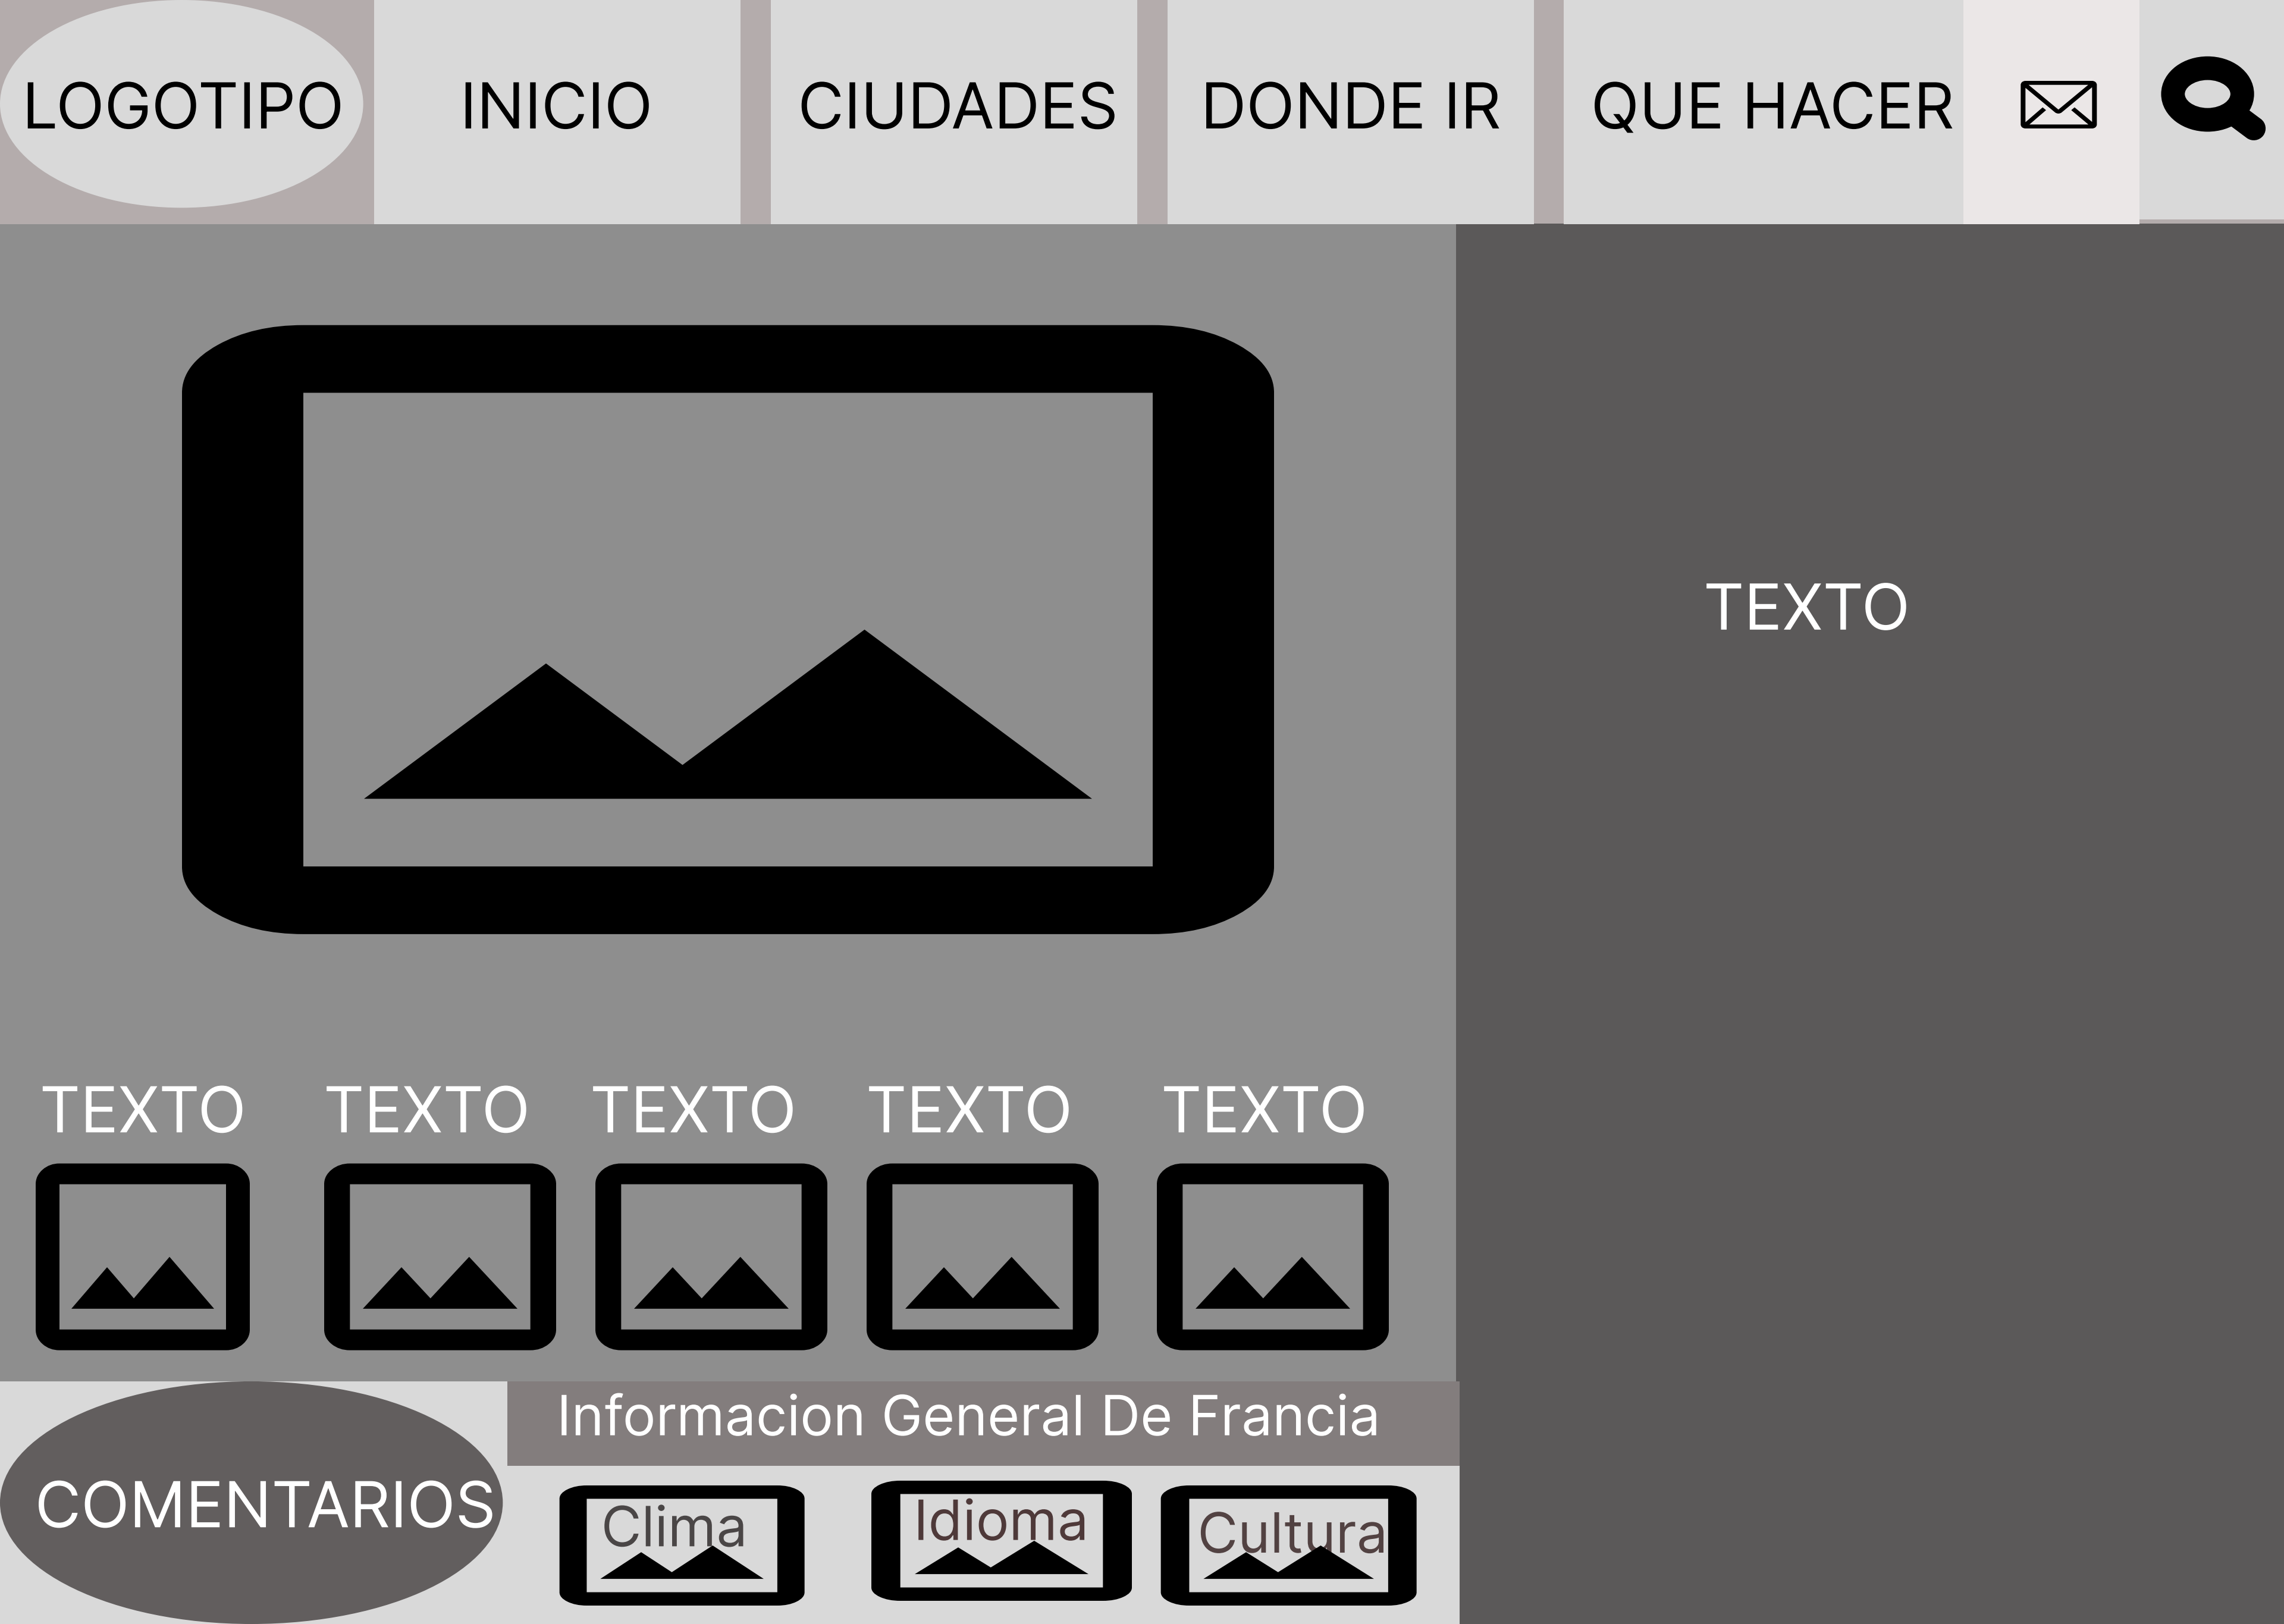 LOGOTIPO
INICIO
CIUDADES
DONDE IR
QUE HACER
TEXTO
TEXTO
TEXTO
TEXTO
TEXTO
TEXTO
COMENTARIOS
Informacion General De Francia
Clima
Idioma
Cultura